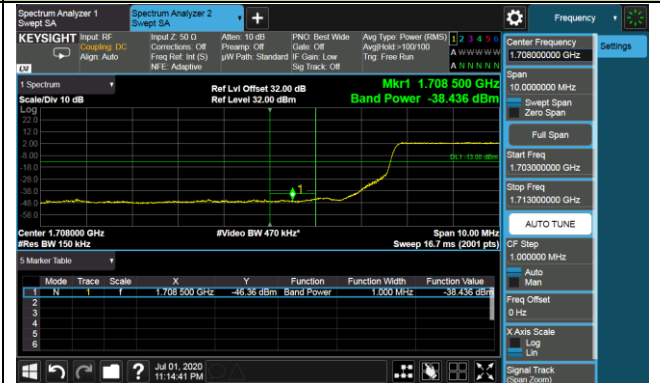 Spectrum Analyzer 1
Swept SA
Spectrum Analyzer 2
Swept SA
+
Frequency
KEYSIGHT
Input: RF
Coupling: DC
Align: Auto
Input Z: 50 Ω
Corrections: Off
Freq Ref: Int (S)
NFE: Adaptive
Atten: 10 dB
Preamp: Off
µW Path: Standard
PNO: Best Wide
Gate: Off
IF Gain: Low
Sig Track: Off
Avg Type: Power (RMS)
Avg|Hold:>100/100
Trig: Free Run
1 2 3 4 5 6
A W W W W W
A N N N N N
LXI
1 Spectrum
Scale/Div 10 dB
Ref Lvl Offset 32.00 dB
Ref Level 32.00 dBm
Mkr1 1.708 500 GHz
Band Power -38.436 dBm
Log
22.0
12.0
2.00
-8.00
-18.0
-28.0
-38.0
-48.0
-58.0
DL1 -13.00 dBm
1
Center 1.708000 GHz
#Res BW 150 kHz
#Video BW 470 kHz*
Span 10.00 MHz
Sweep 16.7 ms (2001 pts)
5 Marker Table
Mode Trace Scale X Y Function Function Width Function Value
1 N 1 f 1.708 500 GHz -46.36 dBm Band Power 1.000 MHz -38.436 dBm
2
3
4
5
6
Jul 01, 2020
11:14:41 PM
Center Frequency
1.708000000 GHz
Settings
Span
10.0000000 MHz
Swept Span
Zero Span
Full Span
Start Freq
1.703000000 GHz
Stop Freq
1.713000000 GHz
AUTO TUNE
CF Step
1.000000 MHz
Auto
Man
Freq Offset
0 Hz
X Axis Scale
Log
Lin
Signal Track
(Span Zoom)